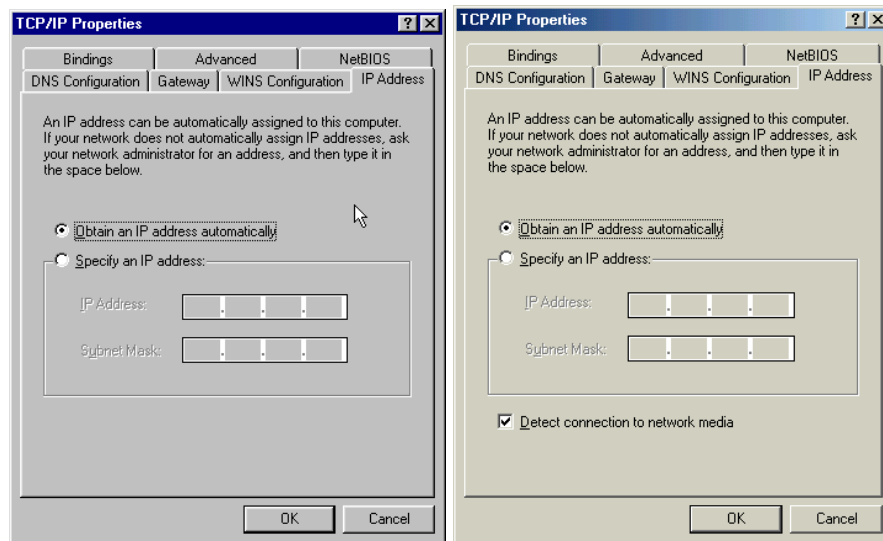 TCP/IP Properties
Bindings Advanced NetBIOS
DNS Configuration Gateway WINS Configuration IP Address
An IP address can be automatically assigned to this computer.
If your network does not automatically assign IP addresses, ask
your network administrator for an address, and then type it in
the space below.
Obtain an IP address automatically
Specify an IP address:
IP Address:
. . .
Subnet Mask:
. . .
OK Cancel
TCP/IP Properties
Bindings Advanced NetBIOS
DNS Configuration Gateway WINS Configuration IP Address
An IP address can be automatically assigned to this computer.
If your network does not automatically assign IP addresses, ask
your network administrator for an address, and then type it in
the space below.
Obtain an IP address automatically
Specify an IP address:
IP Address:
. . .
Subnet Mask:
. . .
Detect connection to network media
OK Cancel